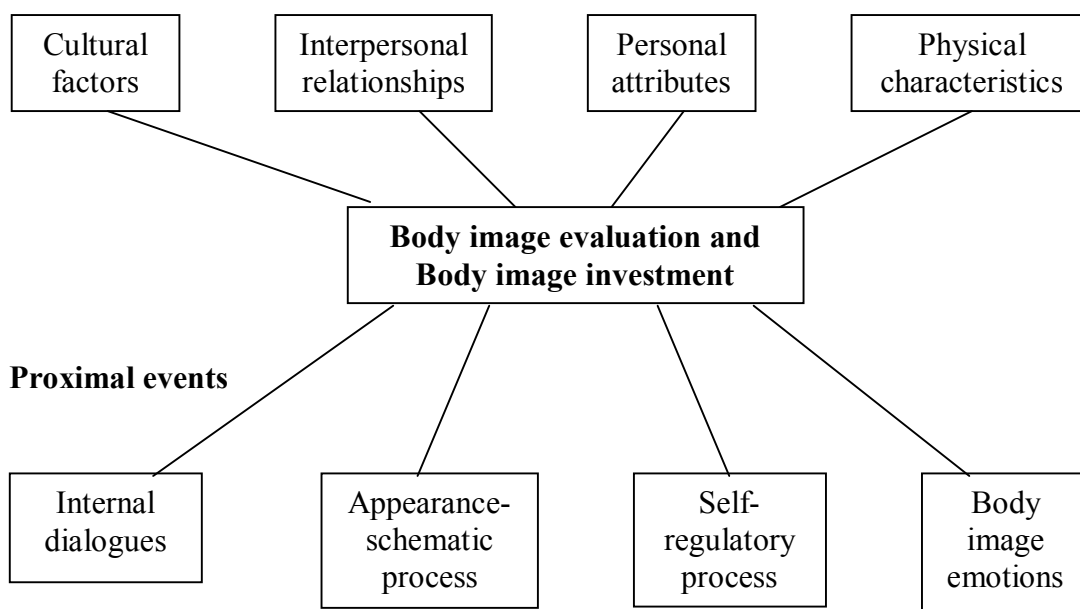 Cultural
factors
Interpersonal
relationships
Personal
attributes
Physical
characteristics
Body image evaluation and
Body image investment
Proximal events
Internal
dialogues
Appearance-
schematic
process
Self-
regulatory
process
Body
image
emotions